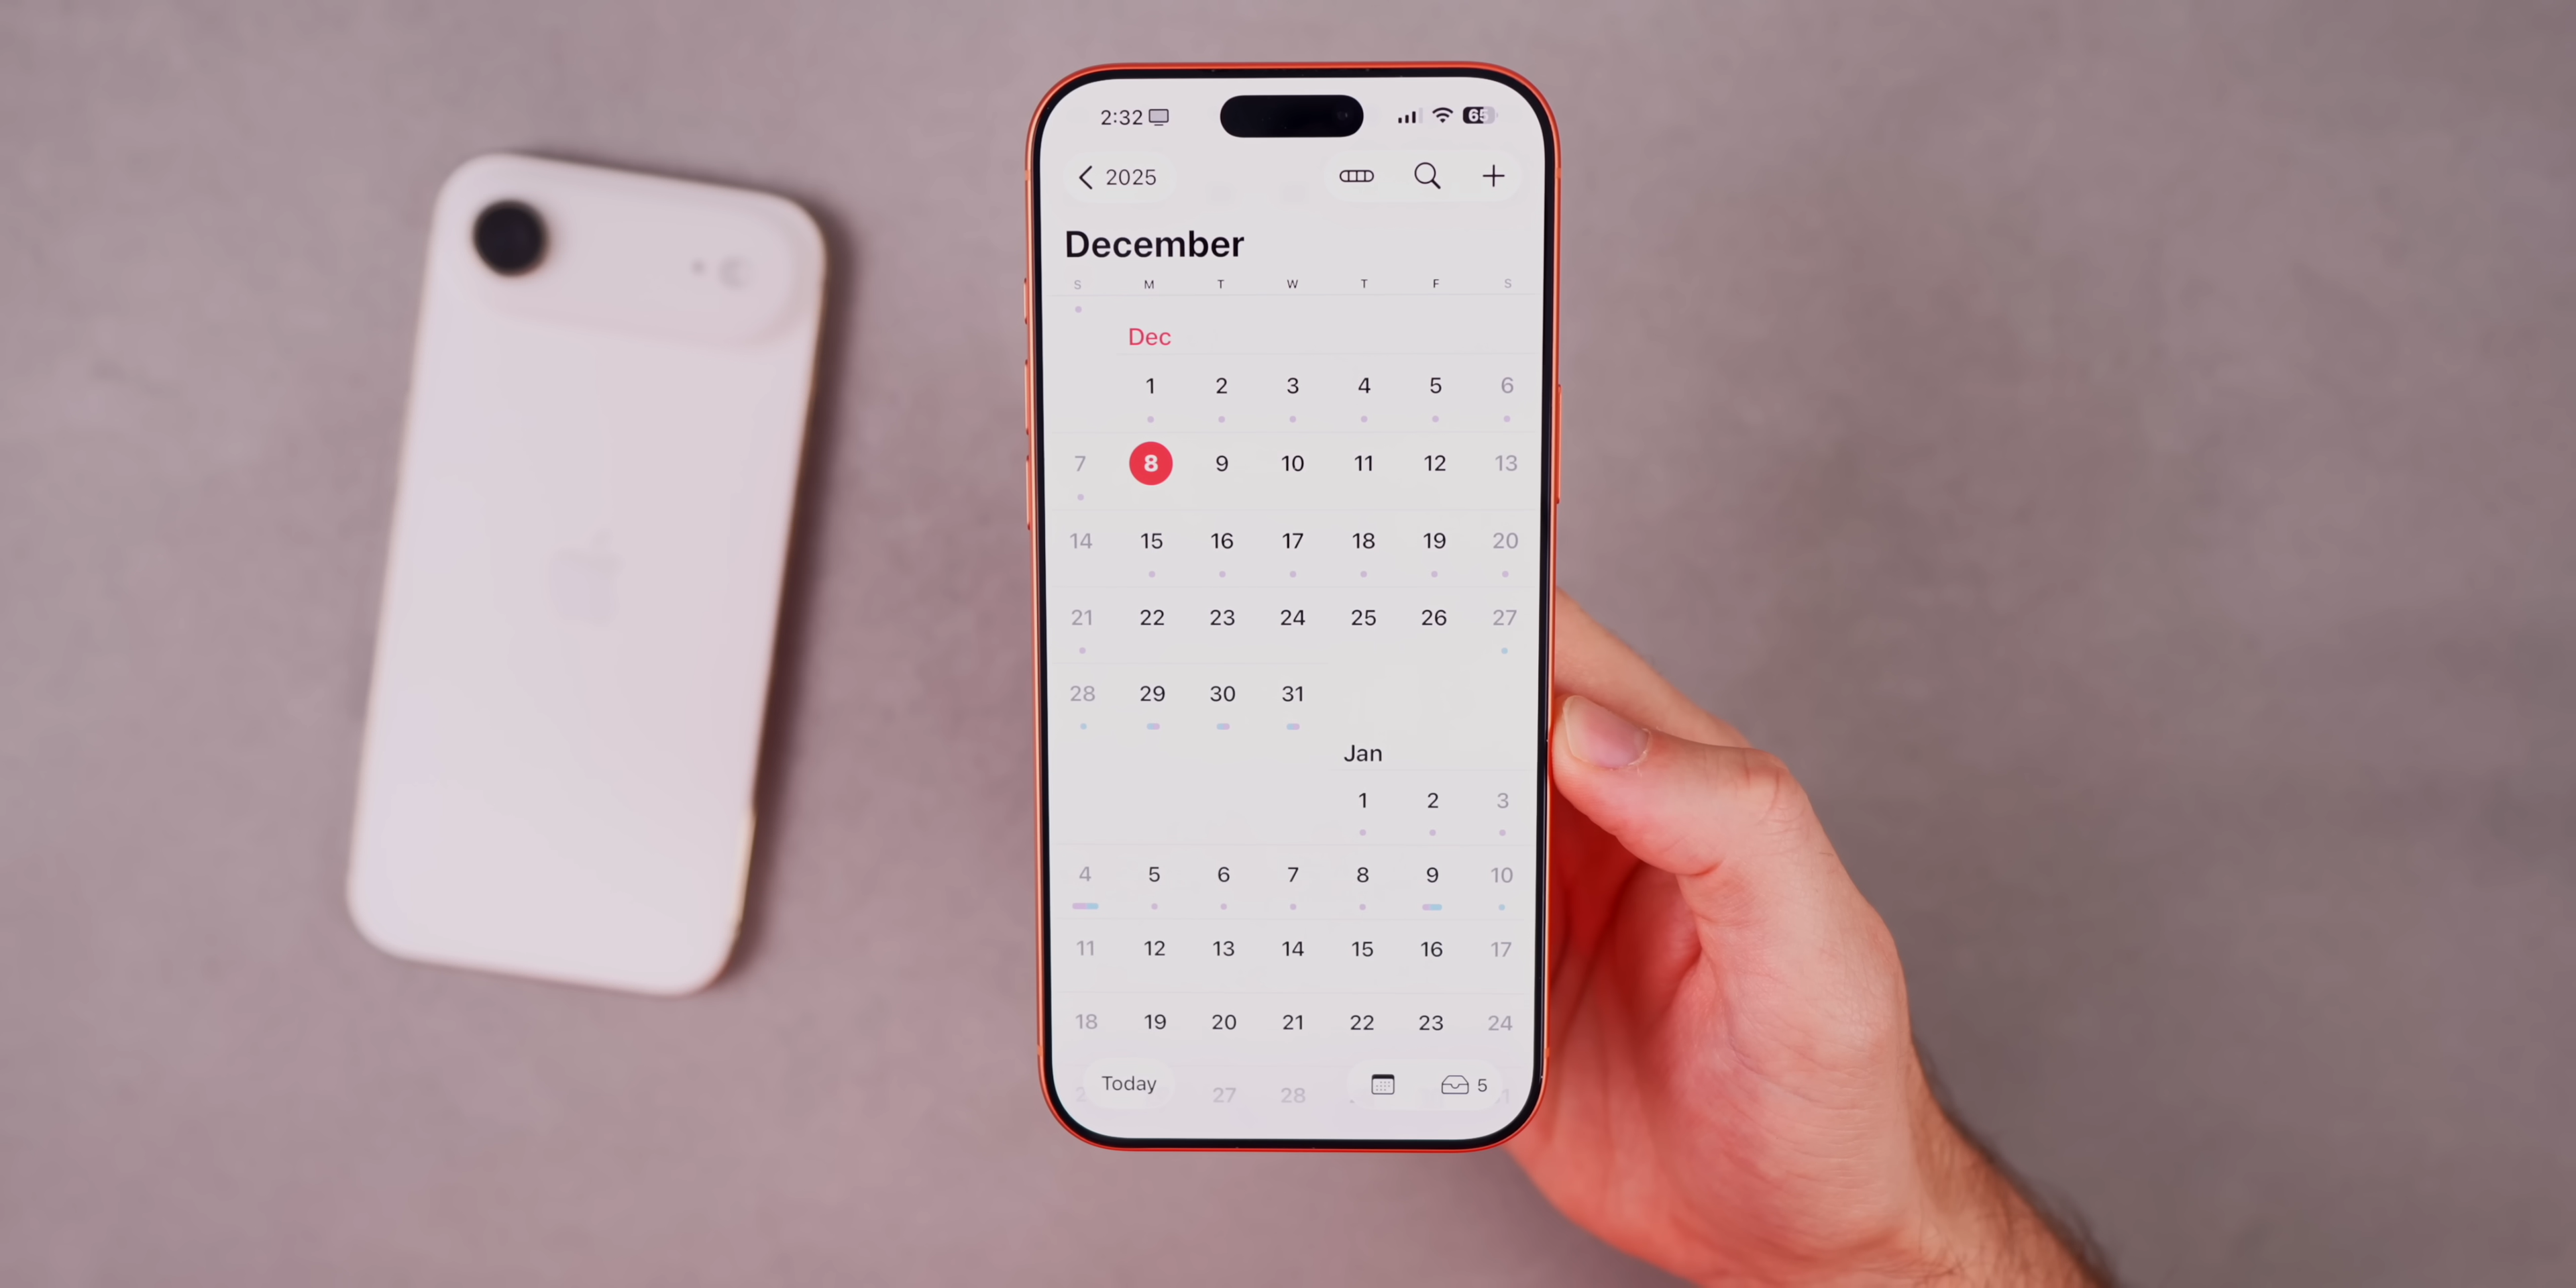 2:32 65
2025
December
S M T W T F S
Dec
1 2 3 4 5 6
7 8 9 10 11 12 13
14 15 16 17 18 19 20
21 22 23 24 25 26 27
28 29 30 31
Jan
1 2 3
4 5 6 7 8 9 10
11 12 13 14 15 16 17
18 19 20 21 22 23 24
Today 27 28 5